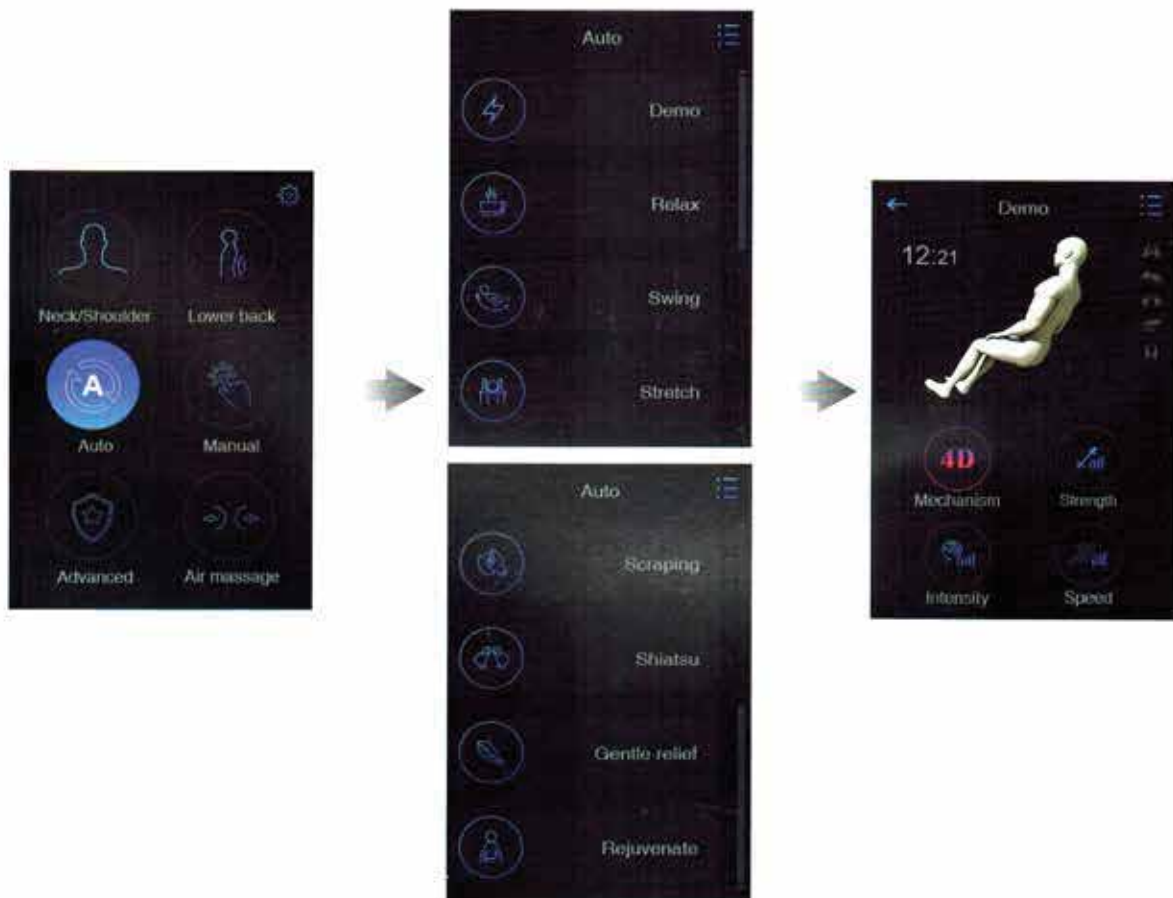 Neck/Shoulder
Lower back
A
Auto
Manual
Advanced
Air massage
Auto
Demo
Relax
Swing
Stretch
Auto
Scraping
Shiatsu
Gentle relief
Rejuvenate
Demo
12:21
4D
Mechanism
Strength
Intensity
Speed